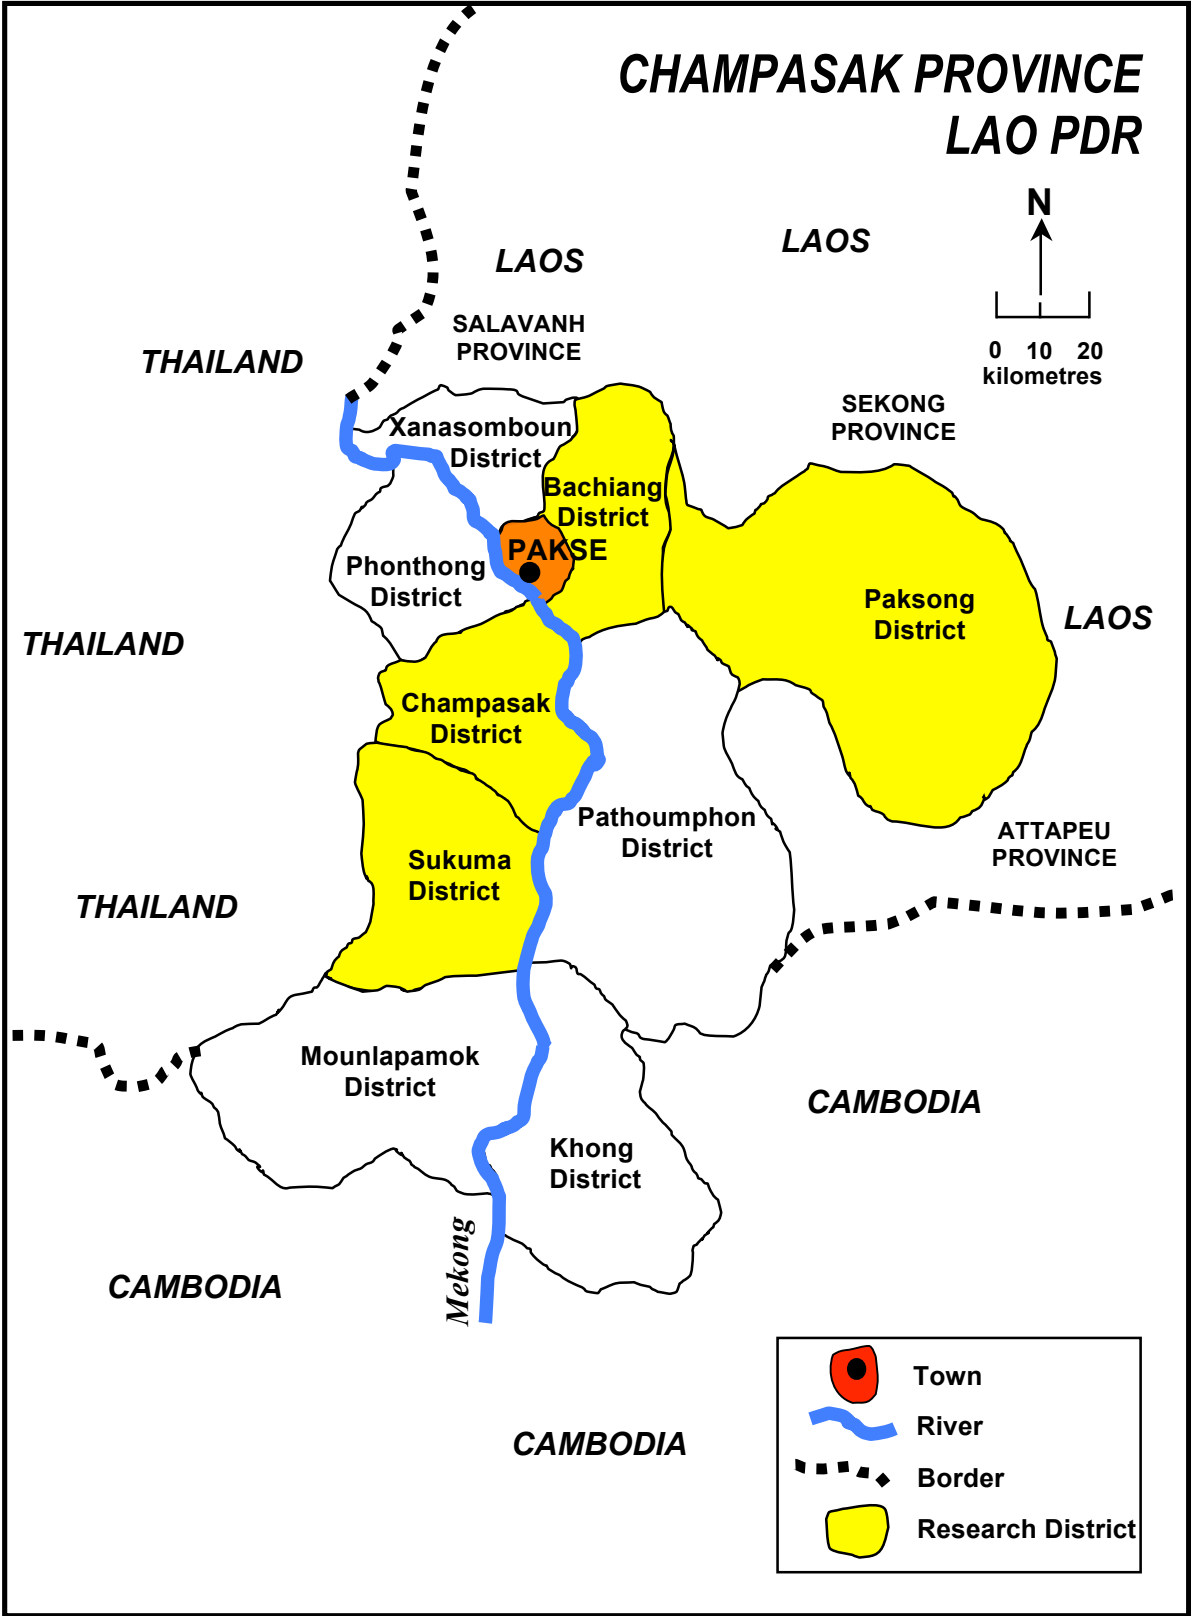 CHAMPASAK PROVINCE
LAO PDR
N
0 10 20
kilometres
LAOS
LAOS
SALAVANH
PROVINCE
THAILAND
SEKONG
PROVINCE
Xanasomboun
District
Bachiang
District
PAKSE
Phonthong
District
Paksong
District
LAOS
THAILAND
Champasak
District
Pathoumphon
District
ATTAPEU
PROVINCE
Sukuma
District
THAILAND
Mounlapamok
District
CAMBODIA
Khong
District
Mekong
CAMBODIA
CAMBODIA
Town
River
Border
Research District